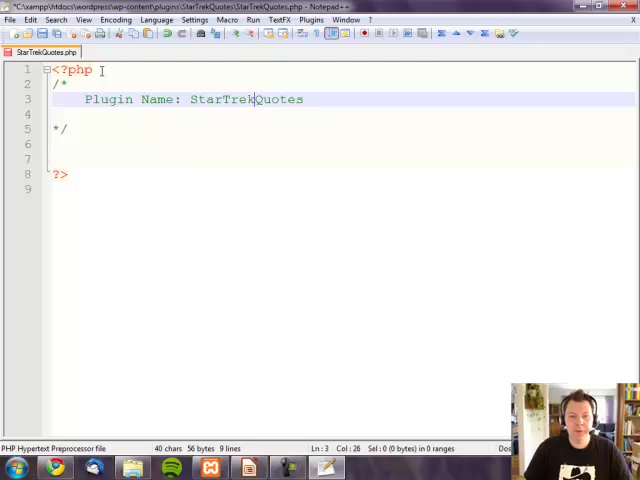 *C:\xampp\htdocs\wordpress\wp-content\plugins\StarTrekQuotes\StarTrekQuotes.php - Notepad++
File Edit Search View Encoding Language Settings Macro Run TextFX Plugins Window ?
X
StarTrekQuotes.php
1 <?php
2 /*
3 Plugin Name: StarTrekQuotes
4
5 */
6
7
8 ?>
9
PHP Hypertext Preprocessor file 40 chars 56 bytes 9 lines Ln : 3 Col : 26 Sel : 0 (0 bytes) in 0 ranges Dos